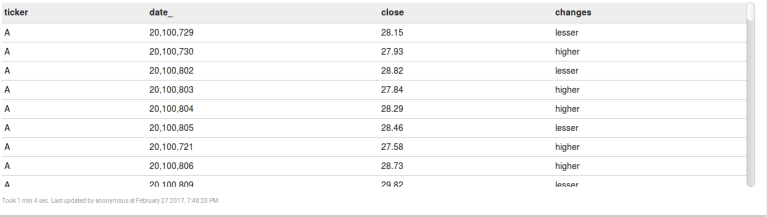 ticker date_ close changes
A 20,100,729 28.15 lesser
A 20,100,730 27.93 higher
A 20,100,802 28.82 lesser
A 20,100,803 27.84 higher
A 20,100,804 28.29 higher
A 20,100,805 28.46 lesser
A 20,100,721 27.58 higher
A 20,100,806 28.73 higher
A 20,100,809 29.82 lesser
Took 1 min 4 sec. Last updated by anonymous at February 27 2017, 7:48:20 PM.